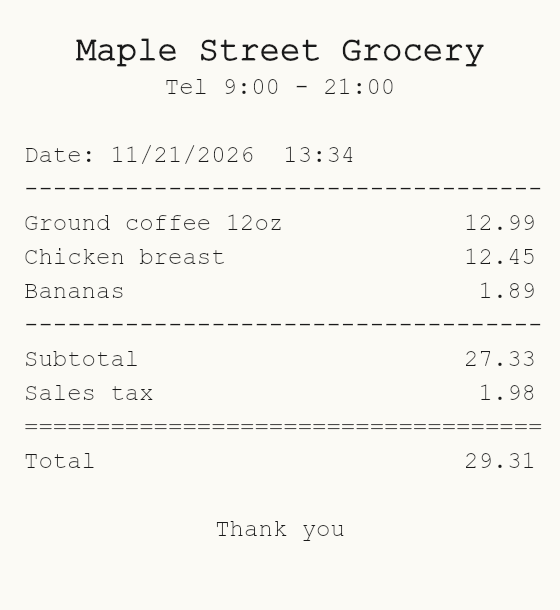 Maple Street Grocery
Tel 9:00 - 21:00
Date: 11/21/2026  13:34
------------------------------------
Ground coffee 12oz 12.99
Chicken breast 12.45
Bananas 1.89
------------------------------------
Subtotal 27.33
Sales tax 1.98
====================================
Total 29.31
Thank you